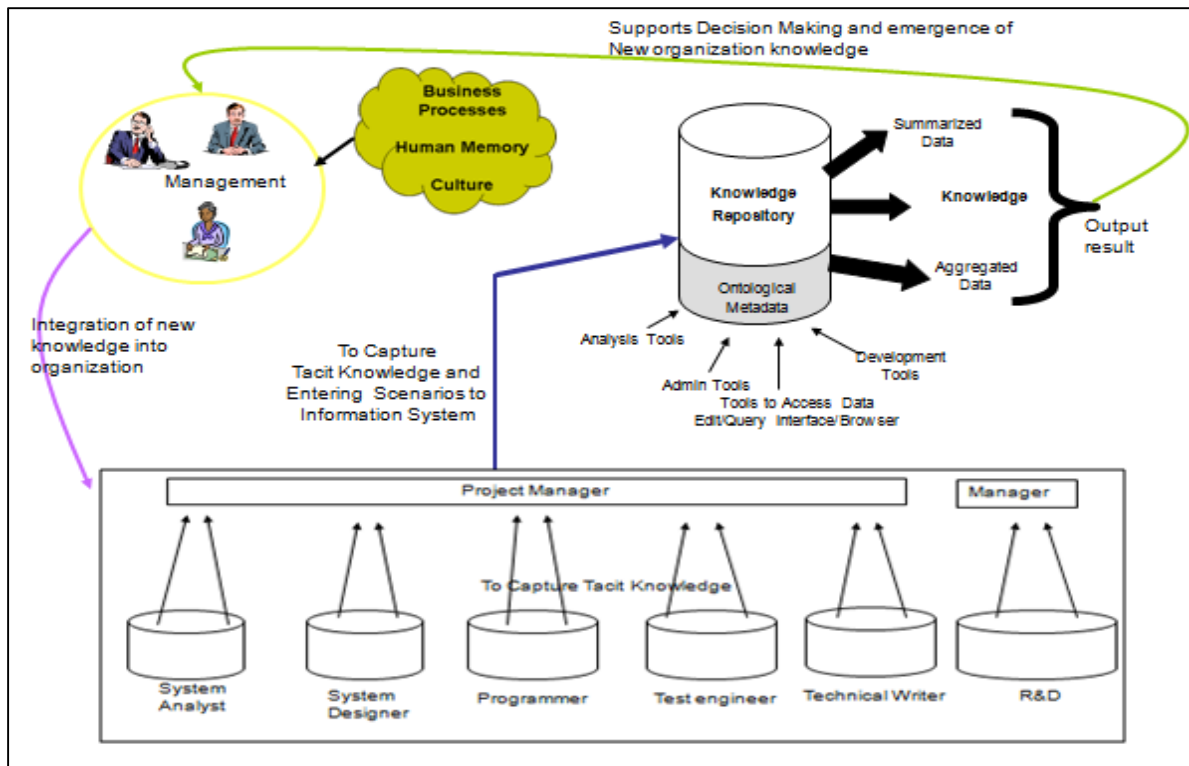 Supports Decision Making and emergence of
New organization knowledge
Business
Processes
Human Memory
Culture
Management
Summarized
Data
Knowledge
Repository
Knowledge
Output
result
Aggregated
Data
Ontological
Metadata
Analysis Tools
Development
Tools
Admin Tools
Tools to Access Data
Edit/Query Interface/Browser
Integration of new
knowledge into
organization
To Capture
Tacit Knowledge and
Entering Scenarios to
Information System
Project Manager
Manager
To Capture Tacit Knowledge
System
Analyst
System
Designer
Programmer
Test engineer
Technical Writer
R&D